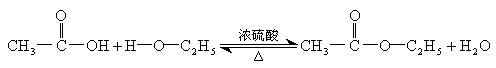 O O
浓硫酸
CH₃—C—OH+H—O—C₂H₅ ⇌ CH₃—C—O—C₂H₅+H₂O
△